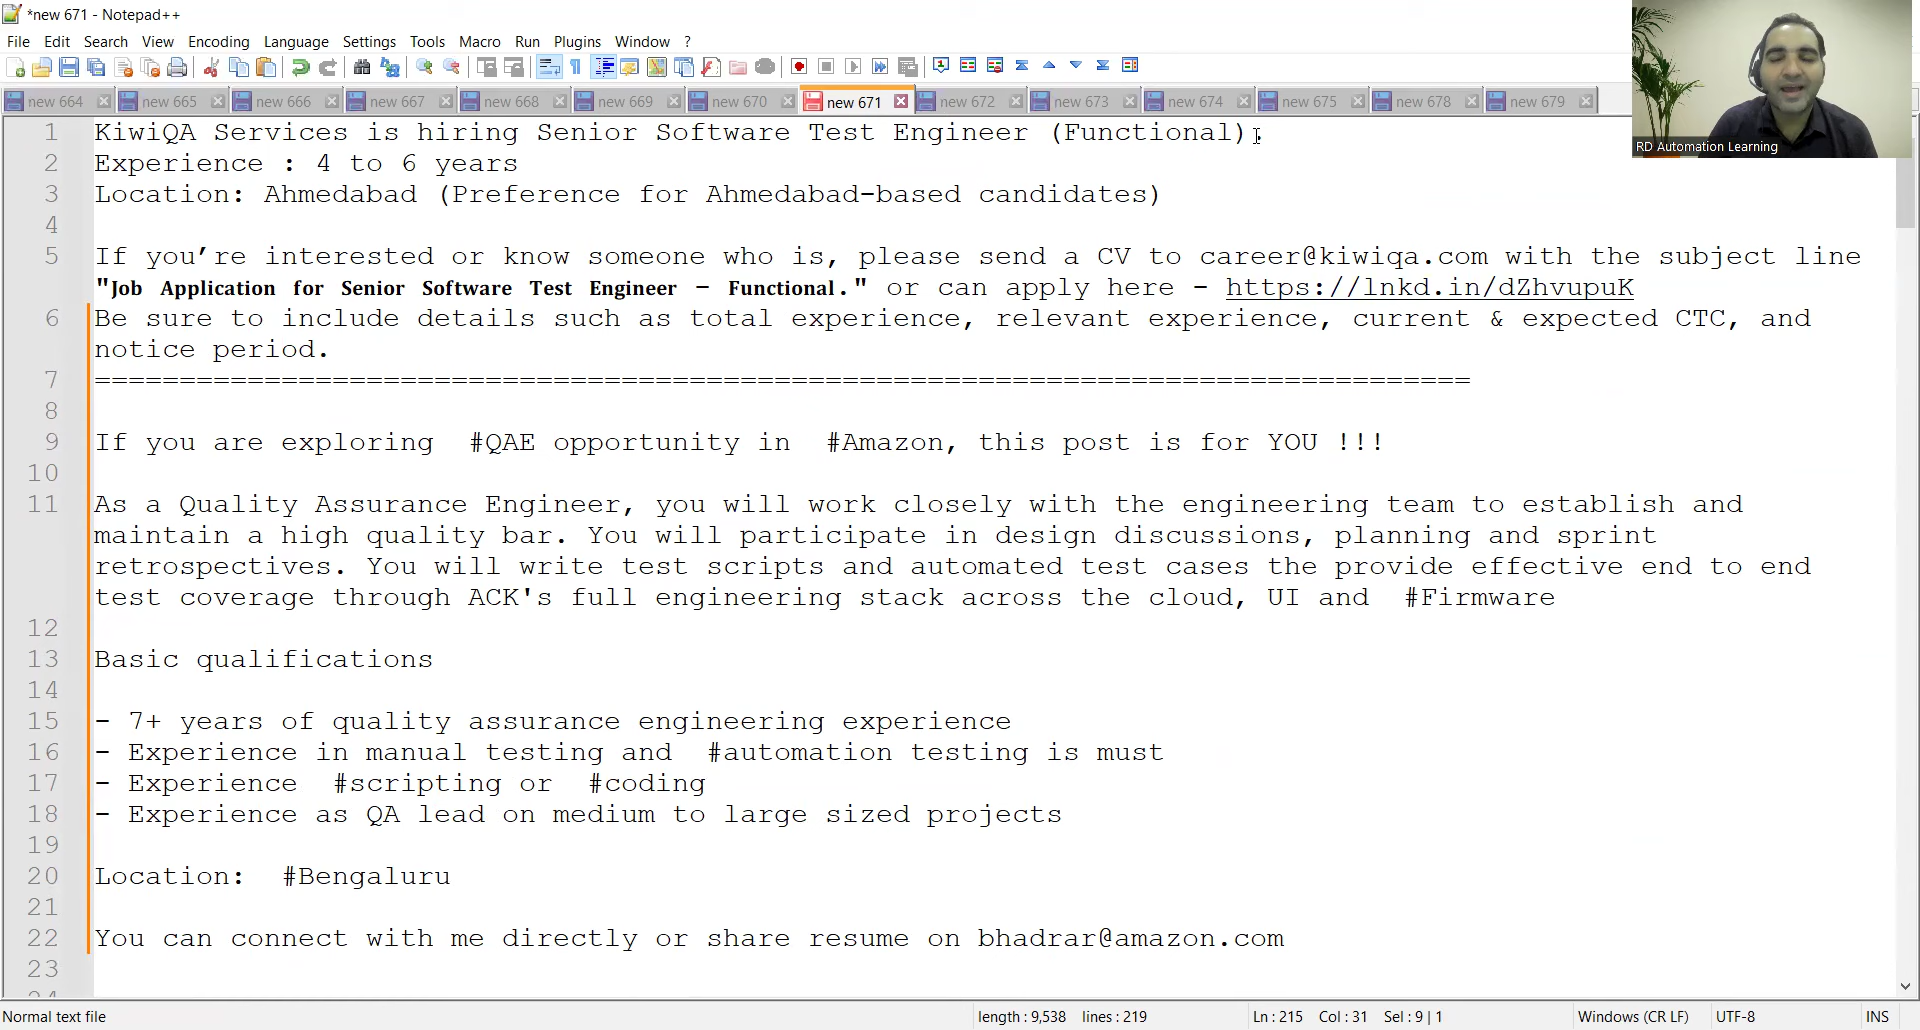 *new 671 - Notepad++
File Edit Search View Encoding Language Settings Tools Macro Run Plugins Window ?
new 664 new 665 new 666 new 667 new 668 new 669 new 670 new 671 new 672 new 673 new 674 new 675 new 678 new 679
RD Automation Learning
1 KiwiQA Services is hiring Senior Software Test Engineer (Functional).
2 Experience : 4 to 6 years
3 Location: Ahmedabad (Preference for Ahmedabad-based candidates)
4
5 If you’re interested or know someone who is, please send a CV to career@kiwiqa.com with the subject line
"Job Application for Senior Software Test Engineer – Functional." or can apply here - https://lnkd.in/dZhvupuK
6 Be sure to include details such as total experience, relevant experience, current & expected CTC, and
notice period.
7 =================================================================================
8
9 If you are exploring  #QAE opportunity in  #Amazon, this post is for YOU !!!
10
11 As a Quality Assurance Engineer, you will work closely with the engineering team to establish and
maintain a high quality bar. You will participate in design discussions, planning and sprint
retrospectives. You will write test scripts and automated test cases the provide effective end to end
test coverage through ACK's full engineering stack across the cloud, UI and  #Firmware
12
13 Basic qualifications
14
15 - 7+ years of quality assurance engineering experience
16 - Experience in manual testing and  #automation testing is must
17 - Experience  #scripting or  #coding
18 - Experience as QA lead on medium to large sized projects
19
20 Location:  #Bengaluru
21
22 You can connect with me directly or share resume on bhadrar@amazon.com
23
24
Normal text file length : 9,538 lines : 219 Ln : 215 Col : 31 Sel : 9 | 1 Windows (CR LF) UTF-8 INS